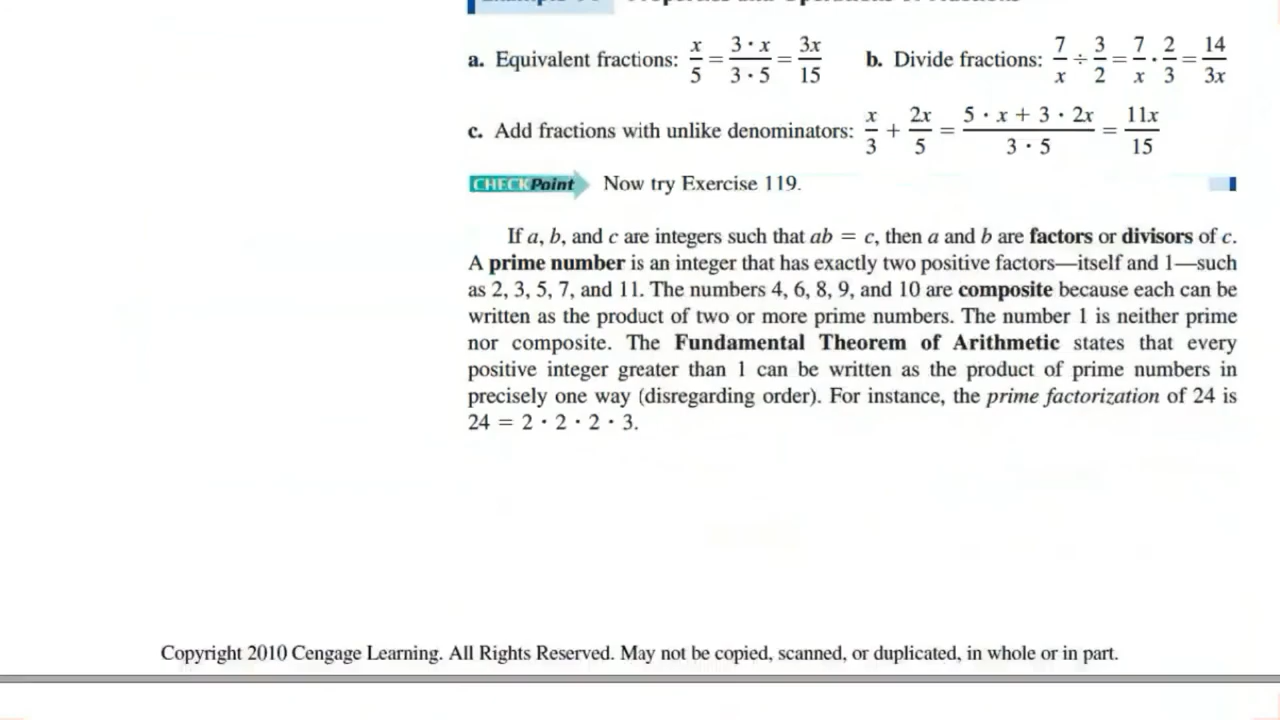 a. Equivalent fractions: x/5 = 3 · x/3 · 5 = 3x/15
b. Divide fractions: 7/x ÷ 3/2 = 7/x · 2/3 = 14/3x
c. Add fractions with unlike denominators: x/3 + 2x/5 = 5 · x + 3 · 2x/3 · 5 = 11x/15
CHECKPoint Now try Exercise 119.
If a, b, and c are integers such that ab = c, then a and b are factors or divisors of c.
A prime number is an integer that has exactly two positive factors—itself and 1—such
as 2, 3, 5, 7, and 11. The numbers 4, 6, 8, 9, and 10 are composite because each can be
written as the product of two or more prime numbers. The number 1 is neither prime
nor composite. The Fundamental Theorem of Arithmetic states that every
positive integer greater than 1 can be written as the product of prime numbers in
precisely one way (disregarding order). For instance, the prime factorization of 24 is
24 = 2 · 2 · 2 · 3.
Copyright 2010 Cengage Learning. All Rights Reserved. May not be copied, scanned, or duplicated, in whole or in part.